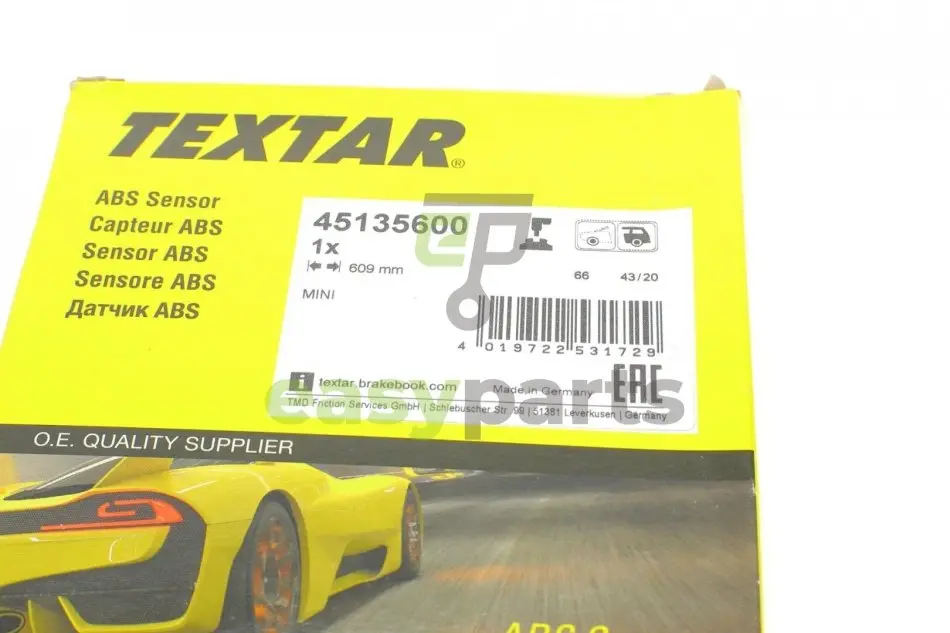 TEXTAR®
ABS Sensor
Capteur ABS
Sensor ABS
Sensore ABS
Датчик ABS
45135600
1x
609 mm
MINI
66
43/20
4 019722 531729
i textar.brakebook.com
Made in Germany
EAC
TMD Friction Services GmbH | Schlebuscher Str. 99 | 51381 Leverkusen | Germany
easyparts
O.E. QUALITY SUPPLIER